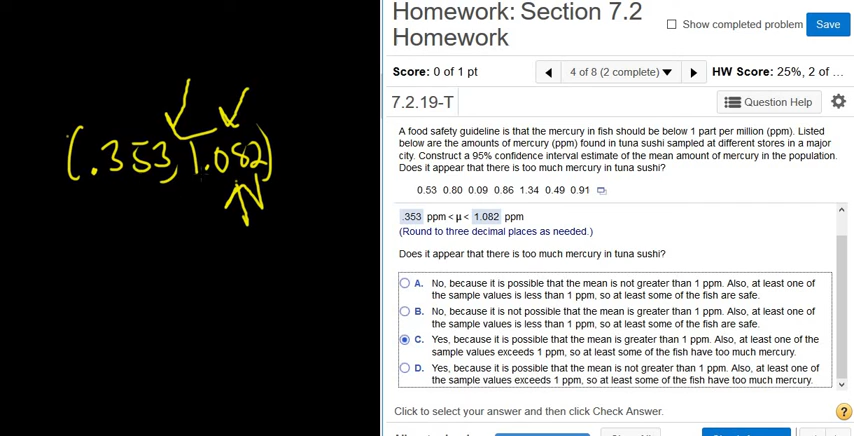 (.353, 1.082)
Homework: Section 7.2
Homework
Show completed problem
Save
Score: 0 of 1 pt
4 of 8 (2 complete)
HW Score: 25%, 2 of ...
7.2.19-T
Question Help
A food safety guideline is that the mercury in fish should be below 1 part per million (ppm). Listed
below are the amounts of mercury (ppm) found in tuna sushi sampled at different stores in a major
city. Construct a 95% confidence interval estimate of the mean amount of mercury in the population.
Does it appear that there is too much mercury in tuna sushi?
0.53 0.80 0.09 0.86 1.34 0.49 0.91
.353 ppm < μ < 1.082 ppm
(Round to three decimal places as needed.)
Does it appear that there is too much mercury in tuna sushi?
A. No, because it is possible that the mean is not greater than 1 ppm. Also, at least one of
the sample values is less than 1 ppm, so at least some of the fish are safe.
B. No, because it is not possible that the mean is greater than 1 ppm. Also, at least one of
the sample values is less than 1 ppm, so at least some of the fish are safe.
C. Yes, because it is possible that the mean is greater than 1 ppm. Also, at least one of the
sample values exceeds 1 ppm, so at least some of the fish have too much mercury.
D. Yes, because it is possible that the mean is not greater than 1 ppm. Also, at least one of
the sample values exceeds 1 ppm, so at least some of the fish have too much mercury.
Click to select your answer and then click Check Answer.
?